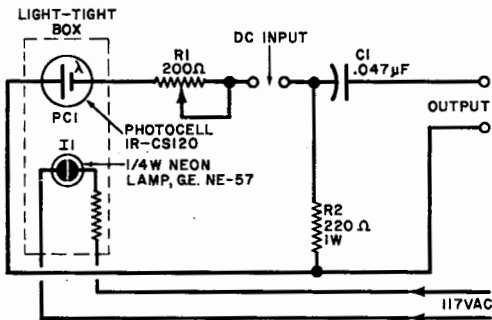 LIGHT-TIGHT
BOX
λ
PC1
R1
200Ω
DC INPUT
C1
.047µF
OUTPUT
PHOTOCELL
IR-CS120
I1
1/4W NEON
LAMP, G.E. NE-57
R2
220 Ω
1W
117VAC